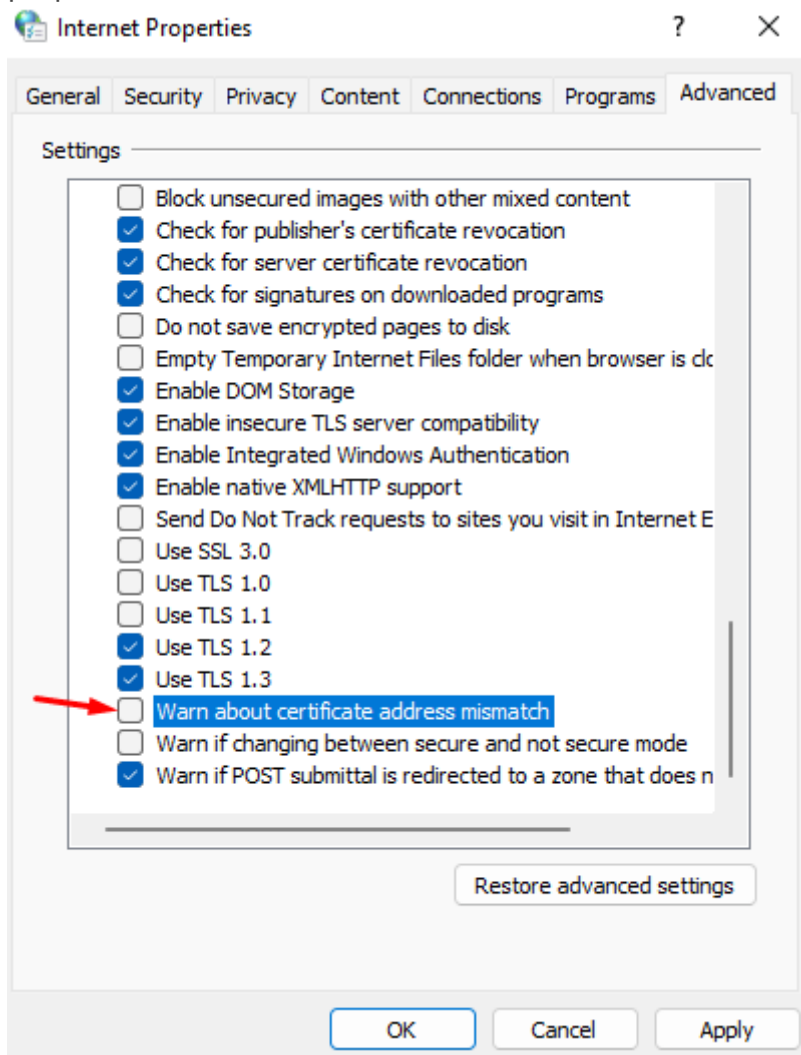 Internet Properties
?
General Security Privacy Content Connections Programs Advanced
Settings
Block unsecured images with other mixed content
Check for publisher's certificate revocation
Check for server certificate revocation
Check for signatures on downloaded programs
Do not save encrypted pages to disk
Empty Temporary Internet Files folder when browser is clc
Enable DOM Storage
Enable insecure TLS server compatibility
Enable Integrated Windows Authentication
Enable native XMLHTTP support
Send Do Not Track requests to sites you visit in Internet E
Use SSL 3.0
Use TLS 1.0
Use TLS 1.1
Use TLS 1.2
Use TLS 1.3
Warn about certificate address mismatch
Warn if changing between secure and not secure mode
Warn if POST submittal is redirected to a zone that does n
Restore advanced settings
OK Cancel Apply